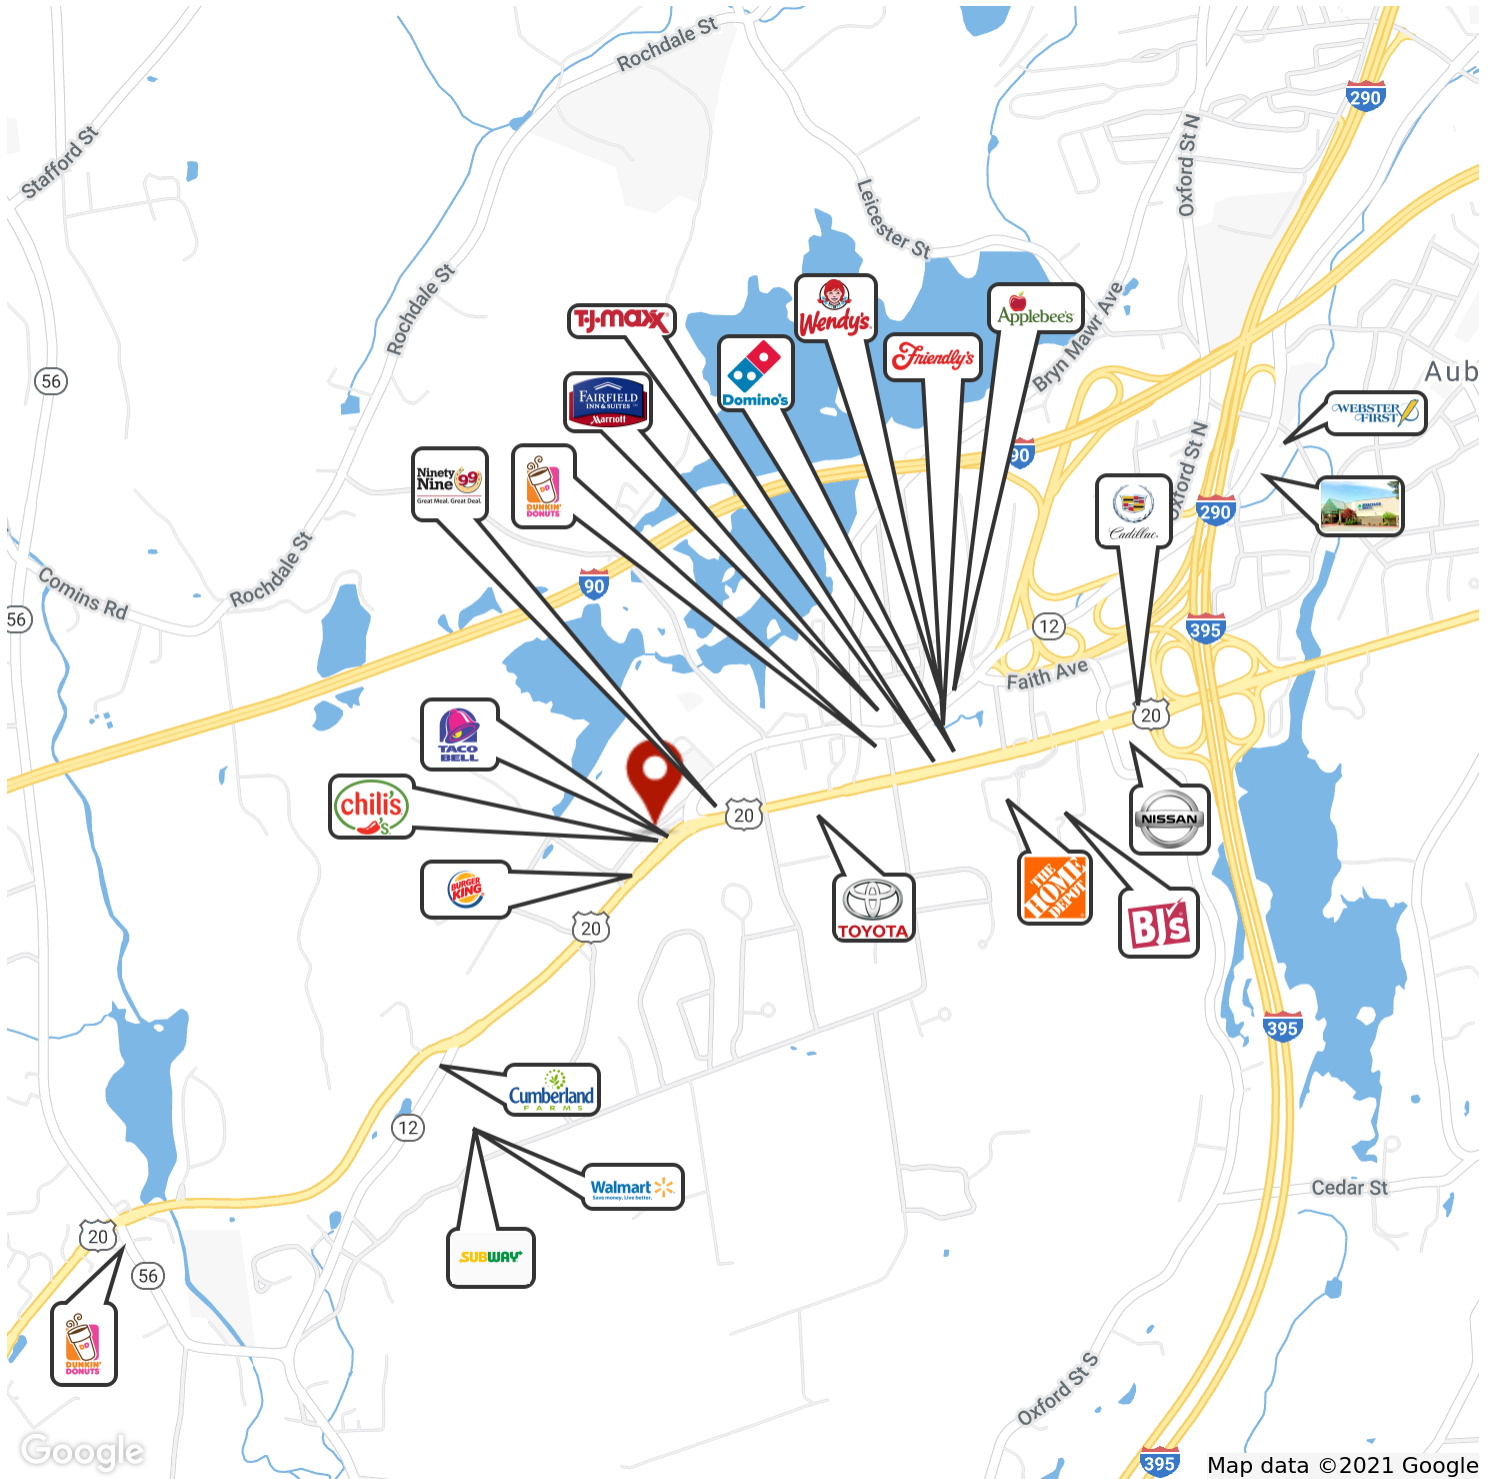 Rochdale St
290
Stafford St
Oxford St N
Leicester St
Rochdale St
Bryn Mawr Ave
T·J·maxx
Wendy's
Applebee's
Friendly's
56
Domino's
Aub
FAIRFIELD
INN & SUITES
Marriott
WEBSTER
FIRST
90
Oxford St N
Ninety
Nine
99
Great Meal. Great Deal.
DD
DUNKIN'
DONUTS
Cadillac
290
Rochdale St
90
Comins Rd
56
12
395
Faith Ave
20
TACO
BELL
chili's
20
NISSAN
BURGER
KING
THE
HOME
DEPOT
TOYOTA
BJ's
20
395
Cumberland
FARMS
12
Walmart
Save money. Live better.
Cedar St
20
SUBWAY
56
DD
DUNKIN'
DONUTS
Oxford St S
Google
395
Map data ©2021 Google